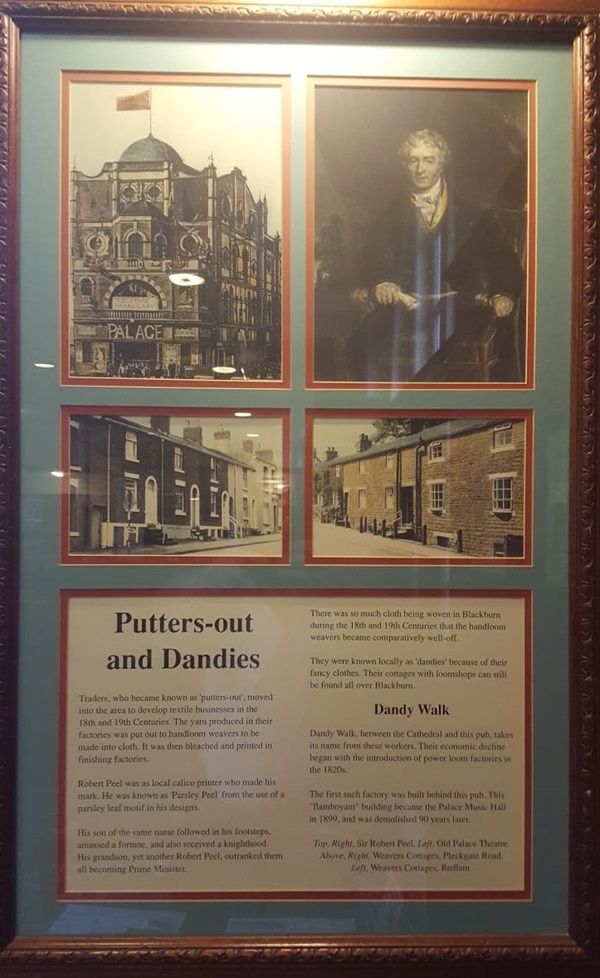 PALACE
Putters-out
and Dandies
Traders, who became known as 'putters-out', moved
into the area to develop textile businesses in the
18th and 19th Centuries. The yarn produced in their
factories was put out to handloom weavers to be
made into cloth. It was then bleached and printed in
finishing factories.
Robert Peel was as local calico printer who made his
mark. He was known as 'Parsley Peel' from the use of a
parsley leaf motif in his designs.
His son of the same name followed in his footsteps,
amassed a fortune, and also received a knighthood.
His grandson, yet another Robert Peel, outranked them
all becoming Prime Minister.
There was so much cloth being woven in Blackburn
during the 18th and 19th Centuries that the handloom
weavers became comparatively well-off.
They were known locally as 'dandies' because of their
fancy clothes. Their cottages with loomshops can still
be found all over Blackburn.
Dandy Walk
Dandy Walk, between the Cathedral and this pub, takes
its name from these workers. Their economic decline
began with the introduction of power loom factories in
the 1820s.
The first such factory was built behind this pub. This
"flamboyant" building became the Palace Music Hall
in 1899, and was demolished 90 years later.
Top, Right, Sir Robert Peel. Left, Old Palace Theatre.
Above, Right, Weavers Cottages, Pleckgate Road.
Left, Weavers Cottages, Redlam.